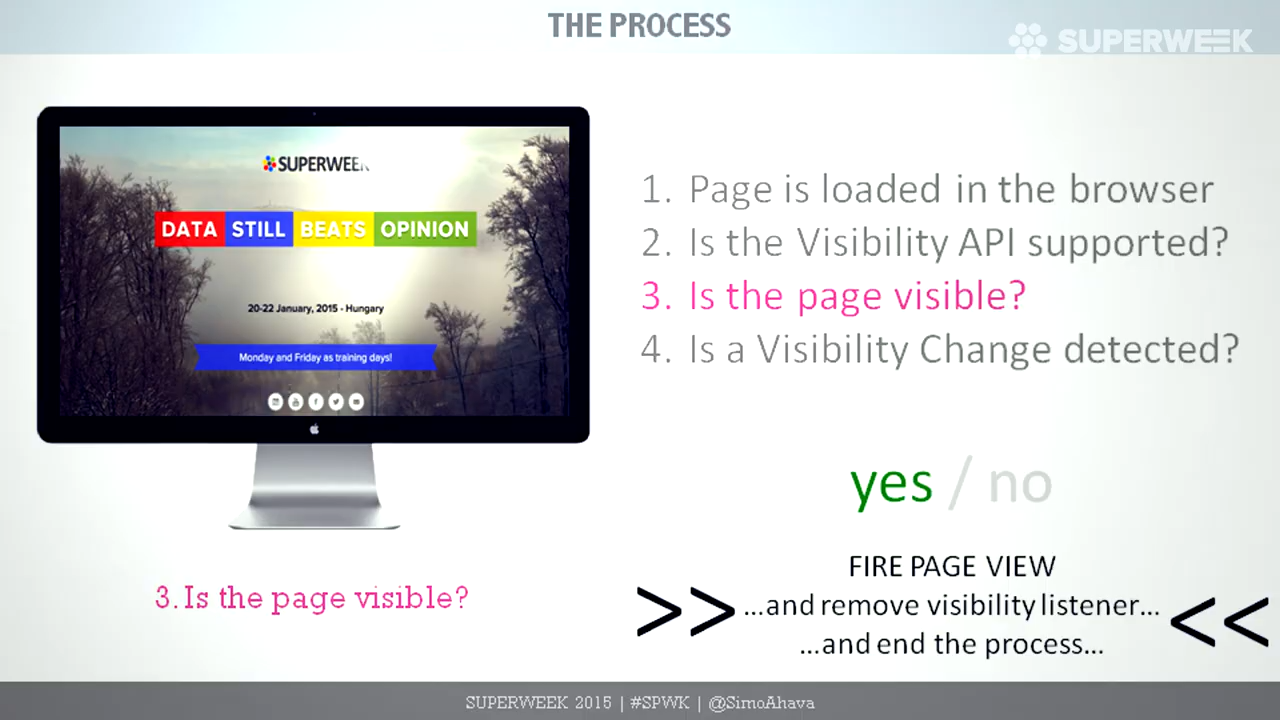 THE PROCESS
SUPERWEEK
SUPERWEEK
DATA STILL BEATS OPINION
20-22 January, 2015 - Hungary
Monday and Friday as training days!
1. Page is loaded in the browser
2. Is the Visibility API supported?
3. Is the page visible?
4. Is a Visibility Change detected?
yes / no
3. Is the page visible?
FIRE PAGE VIEW
>> ...and remove visibility listener... <<
...and end the process...
SUPERWEEK 2015 | #SPWK | @SimoAhava